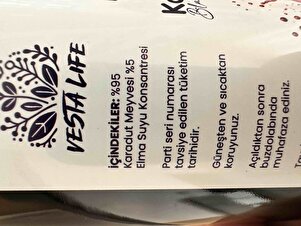 VESTA LIFE
İÇİNDEKİLER: %95
Karadut Meyvesi %5
Elma Suyu Konsantresi
Parti seri numarası
tavsiye edilen tüketim
tarihidir.
Güneşten ve sıcaktan
koruyunuz.
Açıldıktan sonra
buzdolabında
muhafaza ediniz.